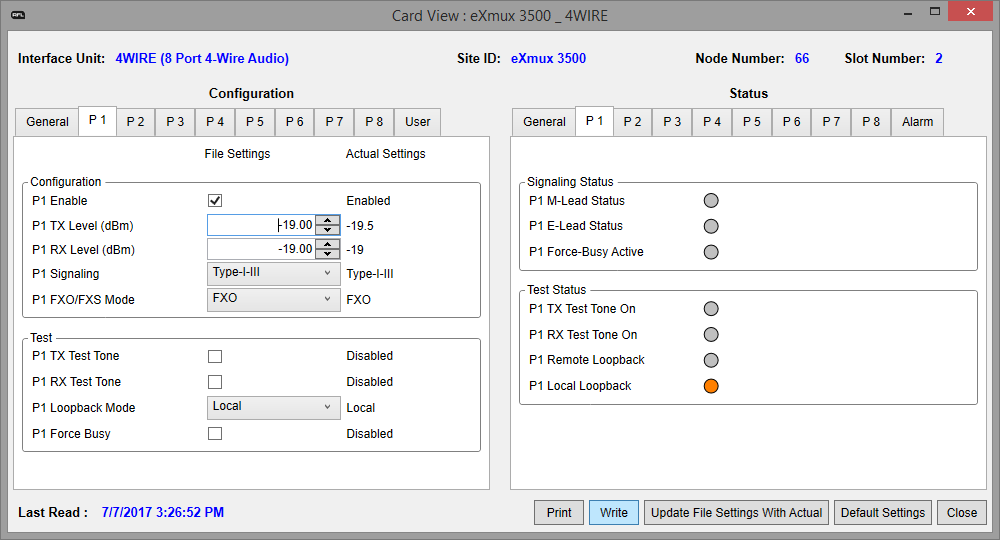 AFL
Card View : eXmux 3500 _ 4WIRE
Interface Unit: 4WIRE (8 Port 4-Wire Audio) Site ID: eXmux 3500 Node Number: 66 Slot Number: 2
Configuration
General P 1 P 2 P 3 P 4 P 5 P 6 P 7 P 8 User
File Settings Actual Settings
Configuration
P1 Enable Enabled
P1 TX Level (dBm) -19.00 -19.5
P1 RX Level (dBm) -19.00 -19
P1 Signaling Type-I-III Type-I-III
P1 FXO/FXS Mode FXO FXO
Test
P1 TX Test Tone Disabled
P1 RX Test Tone Disabled
P1 Loopback Mode Local Local
P1 Force Busy Disabled
Status
General P 1 P 2 P 3 P 4 P 5 P 6 P 7 P 8 Alarm
Signaling Status
P1 M-Lead Status
P1 E-Lead Status
P1 Force-Busy Active
Test Status
P1 TX Test Tone On
P1 RX Test Tone On
P1 Remote Loopback
P1 Local Loopback
Last Read : 7/7/2017 3:26:52 PM
Print Write Update File Settings With Actual Default Settings Close